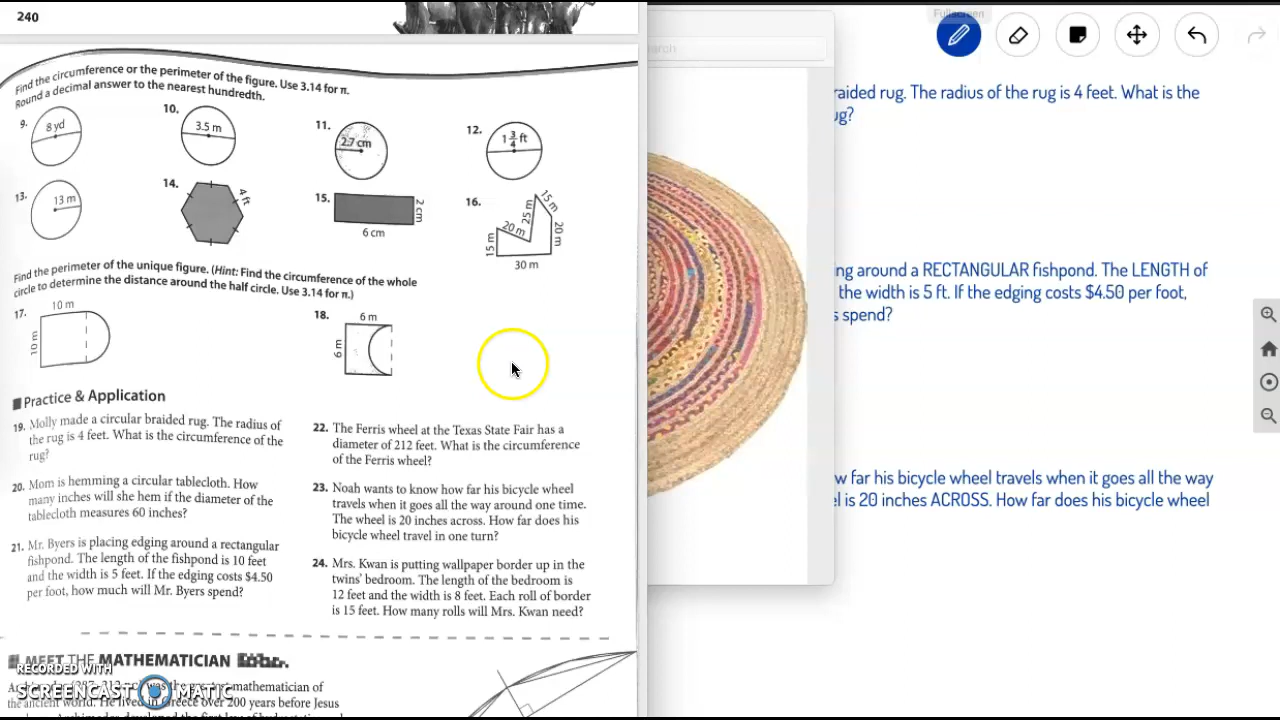 240
Find the circumference or the perimeter of the figure. Use 3.14 for π.
Round a decimal answer to the nearest hundredth.
9. 8 yd
10. 3.5 m
11. 2.7 cm
12. 1 3/4 ft
13. 13 m
14. 4 ft
15. 2 cm 6 cm
16. 15 m 20 m 25 m 15 m 20 m 30 m
Find the perimeter of the unique figure. (Hint: Find the circumference of the whole
circle to determine the distance around the half circle. Use 3.14 for π.)
17. 10 m 10 m
18. 6 m 6 m
Practice & Application
19. Molly made a circular braided rug. The radius of
the rug is 4 feet. What is the circumference of the
rug?
20. Mom is hemming a circular tablecloth. How
many inches will she hem if the diameter of the
tablecloth measures 60 inches?
21. Mr. Byers is placing edging around a rectangular
fishpond. The length of the fishpond is 10 feet
and the width is 5 feet. If the edging costs $4.50
per foot, how much will Mr. Byers spend?
22. The Ferris wheel at the Texas State Fair has a
diameter of 212 feet. What is the circumference
of the Ferris wheel?
23. Noah wants to know how far his bicycle wheel
travels when it goes all the way around one time.
The wheel is 20 inches across. How far does his
bicycle wheel travel in one turn?
24. Mrs. Kwan is putting wallpaper border up in the
twins' bedroom. The length of the bedroom is
12 feet and the width is 8 feet. Each roll of border
is 15 feet. How many rolls will Mrs. Kwan need?
MEET THE MATHEMATICIAN
was the greatest mathematician of
the ancient world. He lived in Greece over 200 years before Jesus
RECORDED WITH
SCREENCAST MATIC
Fullscreen
arch
raided rug. The radius of the rug is 4 feet. What is the
ug?
ng around a RECTANGULAR fishpond. The LENGTH of
the width is 5 ft. If the edging costs $4.50 per foot,
s spend?
w far his bicycle wheel travels when it goes all the way
el is 20 inches ACROSS. How far does his bicycle wheel